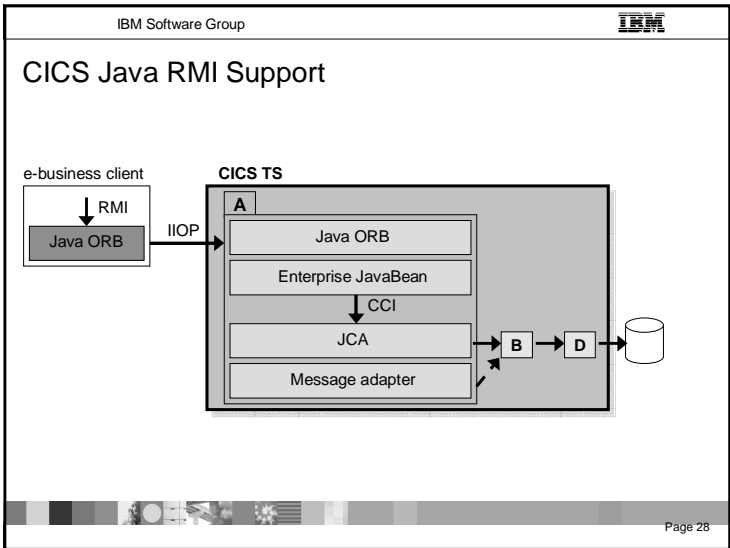 IBM Software Group
IBM
CICS Java RMI Support
e-business client
CICS TS
RMI
A
Java ORB
IIOP
Java ORB
Enterprise JavaBean
CCI
JCA
B
D
Message adapter
Page 28